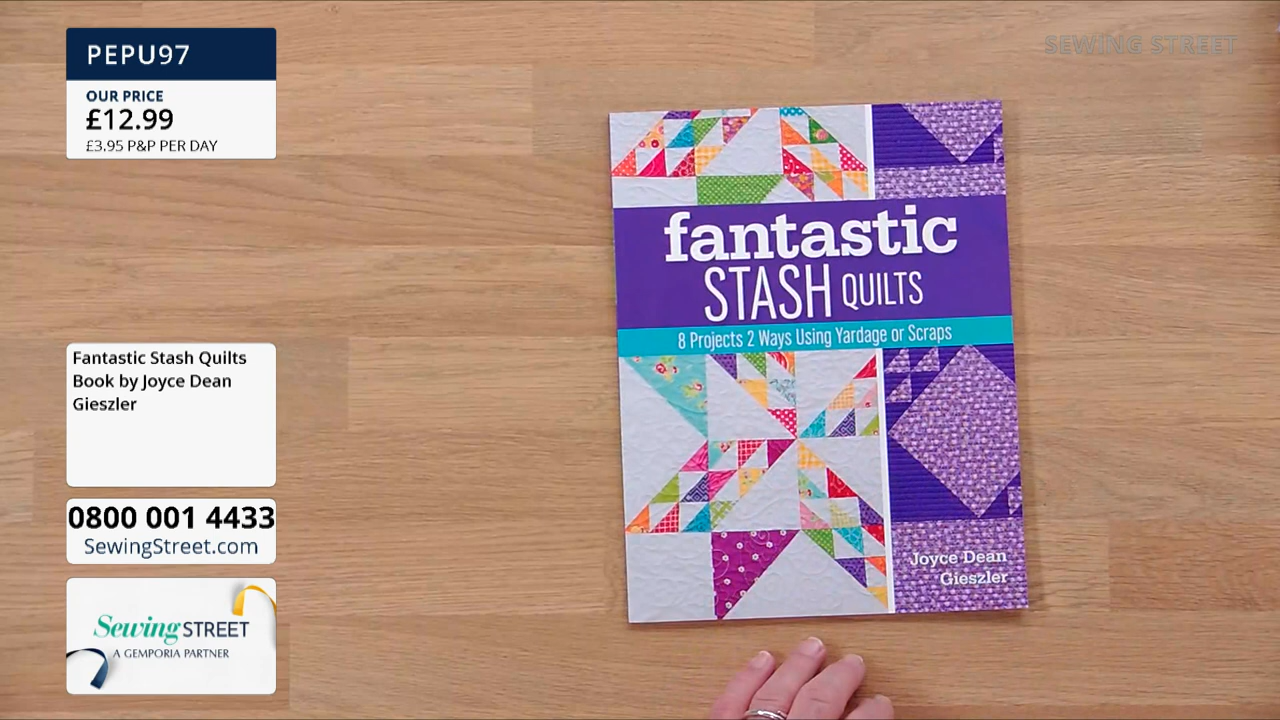 PEPU97
OUR PRICE
£12.99
£3.95 P&P PER DAY
SEWING STREET
fantastic
STASH QUILTS
8 Projects 2 Ways Using Yardage or Scraps
Joyce Dean
Gieszler
Fantastic Stash Quilts
Book by Joyce Dean
Gieszler
0800 001 4433
SewingStreet.com
Sewing STREET
A GEMPORIA PARTNER